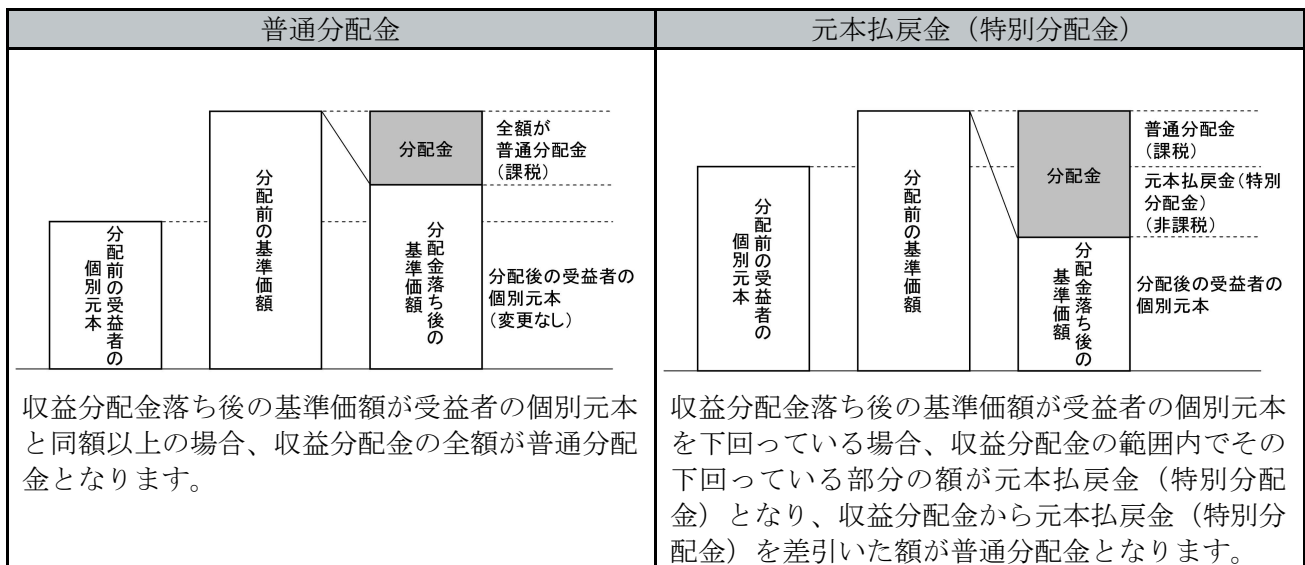 普通分配金
分配前の受益者の
個別元本
分配前の基準価額
分配金
分配金落ち後の
基準価額
全額が
普通分配金
（課税）
分配後の受益者の
個別元本
（変更なし）
収益分配金落ち後の基準価額が受益者の個別元本
と同額以上の場合、収益分配金の全額が普通分配
金となります。
元本払戻金（特別分配金）
分配前の受益者の
個別元本
分配前の基準価額
分配金
分配金落ち後の
基準価額
普通分配金
（課税）
元本払戻金（特別
分配金）
（非課税）
分配後の受益者の
個別元本
収益分配金落ち後の基準価額が受益者の個別元本
を下回っている場合、収益分配金の範囲内でその
下回っている部分の額が元本払戻金（特別分配
金）となり、収益分配金から元本払戻金（特別分
配金）を差引いた額が普通分配金となります。